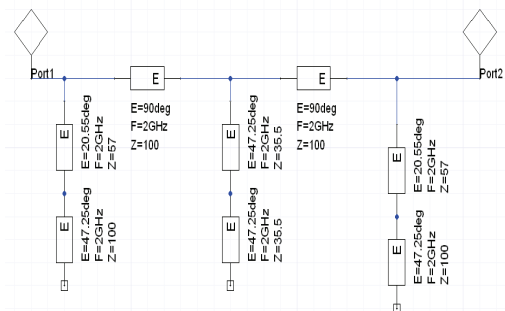 Port1
E
E
Port2
E=90deg
F=2GHz
Z=100
E=90deg
F=2GHz
Z=100
E
E=20.55deg
F=2GHz
Z=57
E
E=47.25deg
F=2GHz
Z=35.5
E
E=20.55deg
F=2GHz
Z=57
E
E=47.25deg
F=2GHz
Z=100
E
E=47.25deg
F=2GHz
Z=35.5
E
E=47.25deg
F=2GHz
Z=100